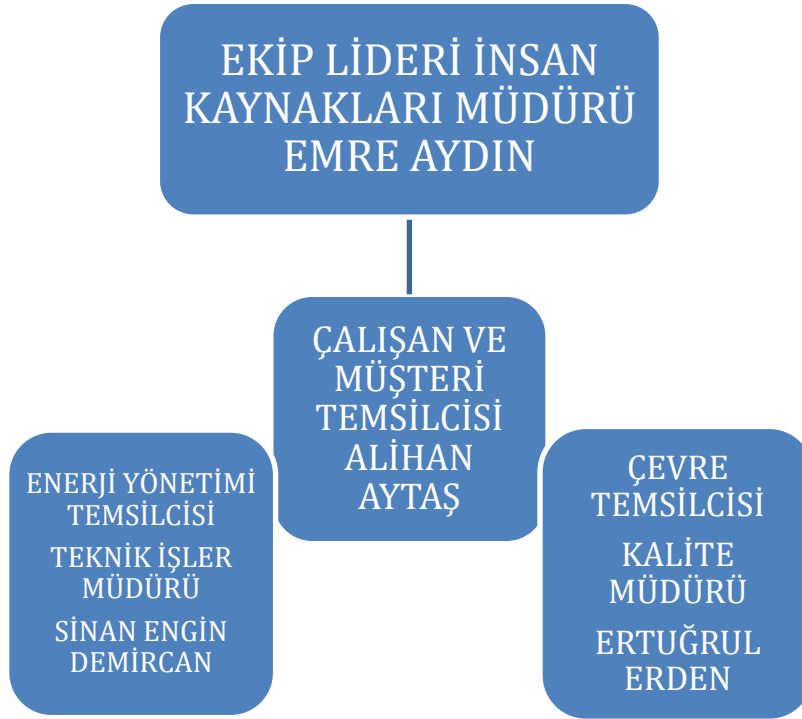 EKİP LİDERİ İNSAN
KAYNAKLARI MÜDÜRÜ
EMRE AYDIN
ÇALIŞAN VE
MÜŞTERİ
TEMSİLCİSİ
ALİHAN
AYTAŞ
ENERJİ YÖNETİMİ
TEMSİLCİSİ
TEKNİK İŞLER
MÜDÜRÜ
SİNAN ENGİN
DEMİRCAN
ÇEVRE
TEMSİLCİSİ
KALİTE
MÜDÜRÜ
ERTUĞRUL
ERDEN